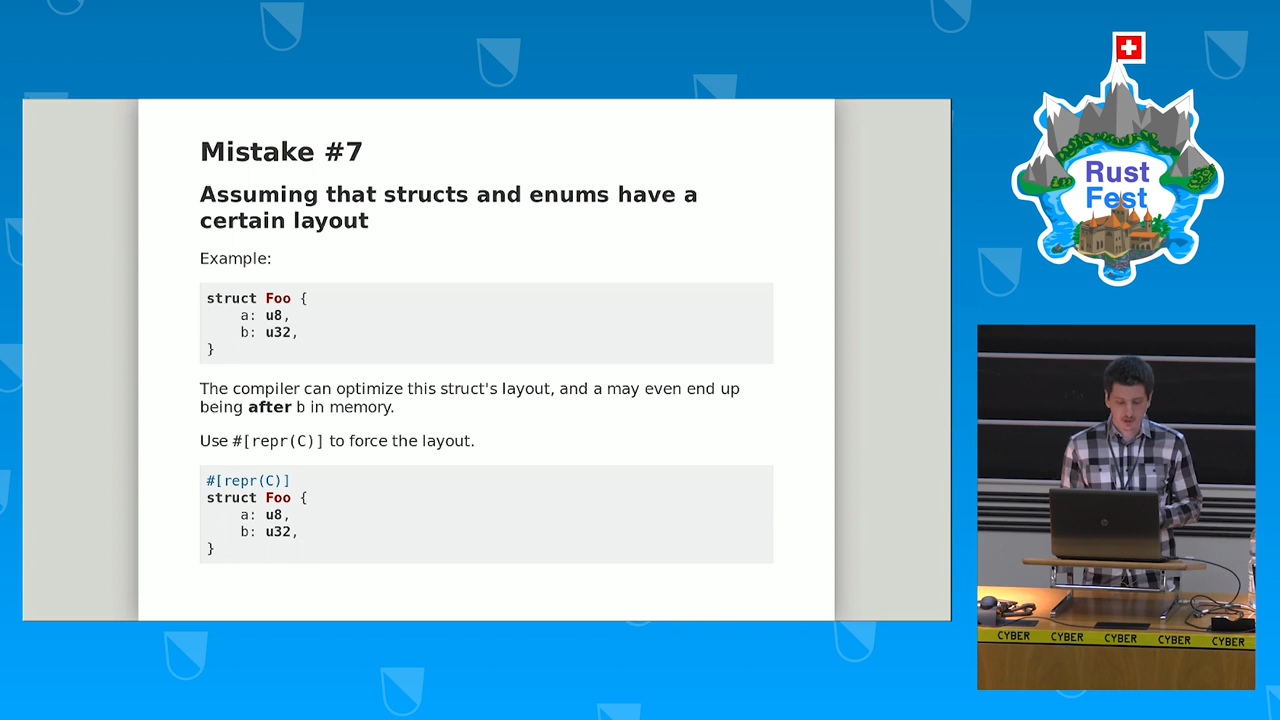 Mistake #7
Assuming that structs and enums have a
certain layout
Example:
struct Foo {
    a: u8,
    b: u32,
}
The compiler can optimize this struct's layout, and a may even end up
being after b in memory.
Use #[repr(C)] to force the layout.
#[repr(C)]
struct Foo {
    a: u8,
    b: u32,
}
Rust
Fest
CYBER CYBER CYBER CYBER CYBER